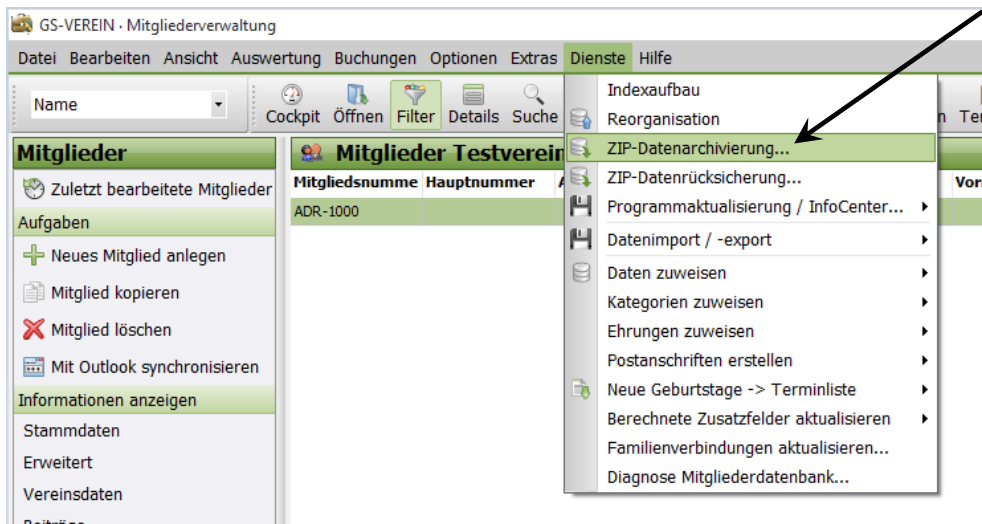 GS-VEREIN · Mitgliederverwaltung
Datei Bearbeiten Ansicht Auswertung Buchungen Optionen Extras Dienste Hilfe
Name
Cockpit Öffnen Filter Details Suche
Mitglieder
Zuletzt bearbeitete Mitglieder
Aufgaben
Neues Mitglied anlegen
Mitglied kopieren
Mitglied löschen
Mit Outlook synchronisieren
Informationen anzeigen
Stammdaten
Erweitert
Vereinsdaten
Mitglieder Testverein
Mitgliedsnumme Hauptnummer
ADR-1000
Indexaufbau
Reorganisation
ZIP-Datenarchivierung...
ZIP-Datenrücksicherung...
Programmaktualisierung / InfoCenter...
Datenimport / -export
Daten zuweisen
Kategorien zuweisen
Ehrungen zuweisen
Postanschriften erstellen
Neue Geburtstage -> Terminliste
Berechnete Zusatzfelder aktualisieren
Familienverbindungen aktualisieren...
Diagnose Mitgliederdatenbank...